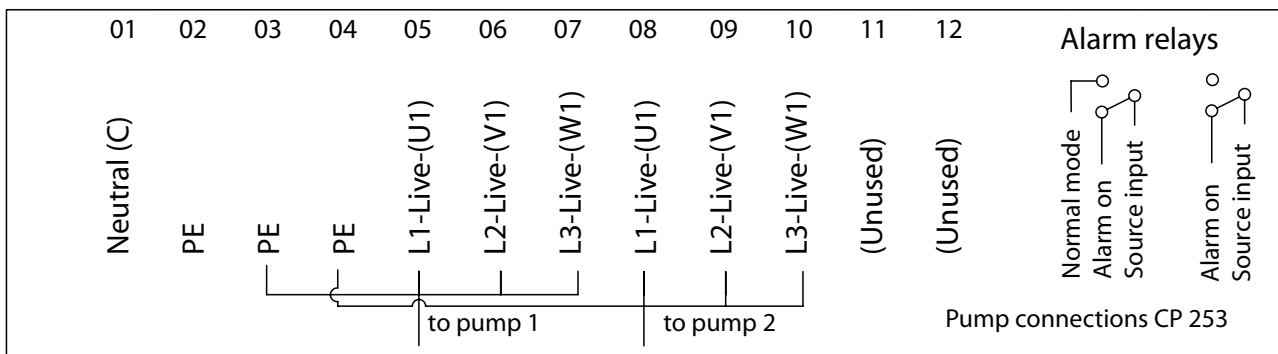 01 02 03 04 05 06 07 08 09 10 11 12
Alarm relays
Neutral (C)
PE
PE
PE
L1-Live-(U1)
L2-Live-(V1)
L3-Live-(W1)
L1-Live-(U1)
L2-Live-(V1)
L3-Live-(W1)
(Unused)
(Unused)
Normal mode
Alarm on
Source input
Alarm on
Source input
to pump 1
to pump 2
Pump connections CP 253